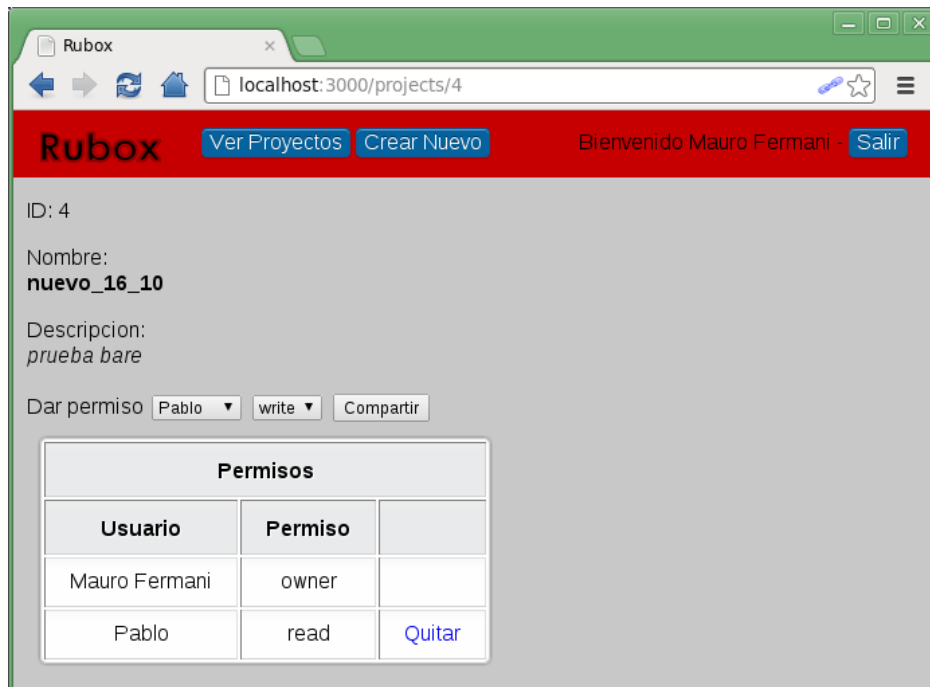 Rubox
localhost:3000/projects/4
Rubox Ver Proyectos Crear Nuevo Bienvenido Mauro Fermani - Salir
ID: 4
Nombre:
nuevo_16_10
Descripcion:
prueba bare
Dar permiso Pablo write Compartir
Permisos
Usuario Permiso
Mauro Fermani owner
Pablo read Quitar